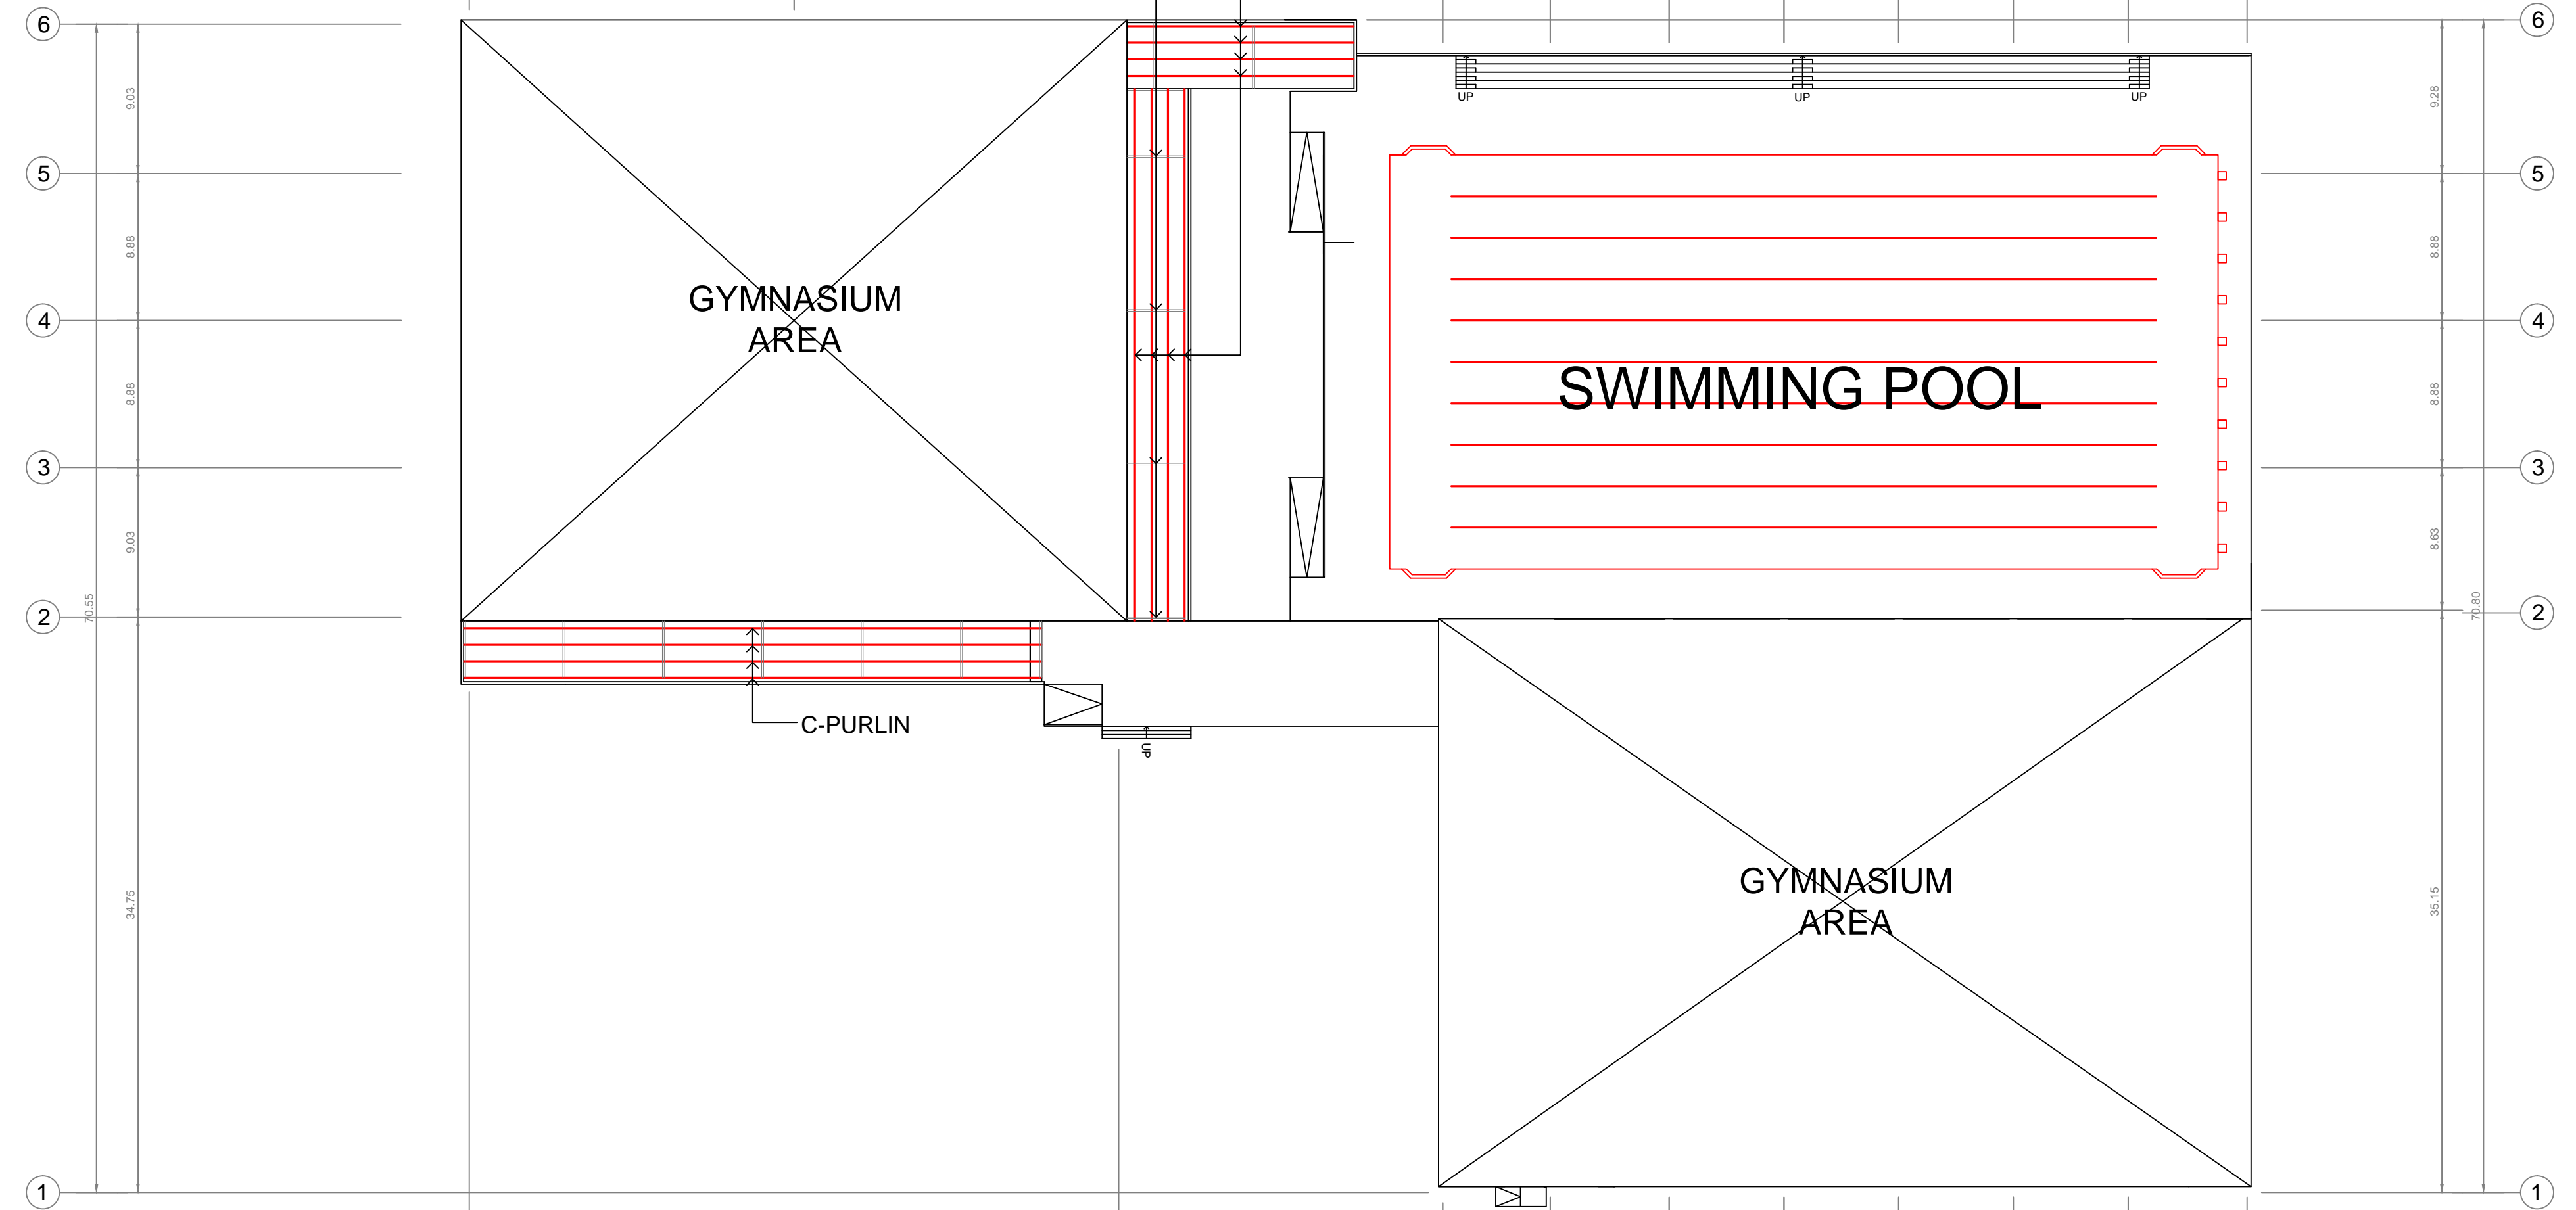 6
6
9.03
9.28
UP
UP
UP
5
5
8.88
8.88
GYMNASIUM
AREA
4
4
8.88
8.88
SWIMMING POOL
3
3
9.03
8.63
70.55
70.80
2
2
C-PURLIN
UP
34.75
35.15
GYMNASIUM
AREA
1
1